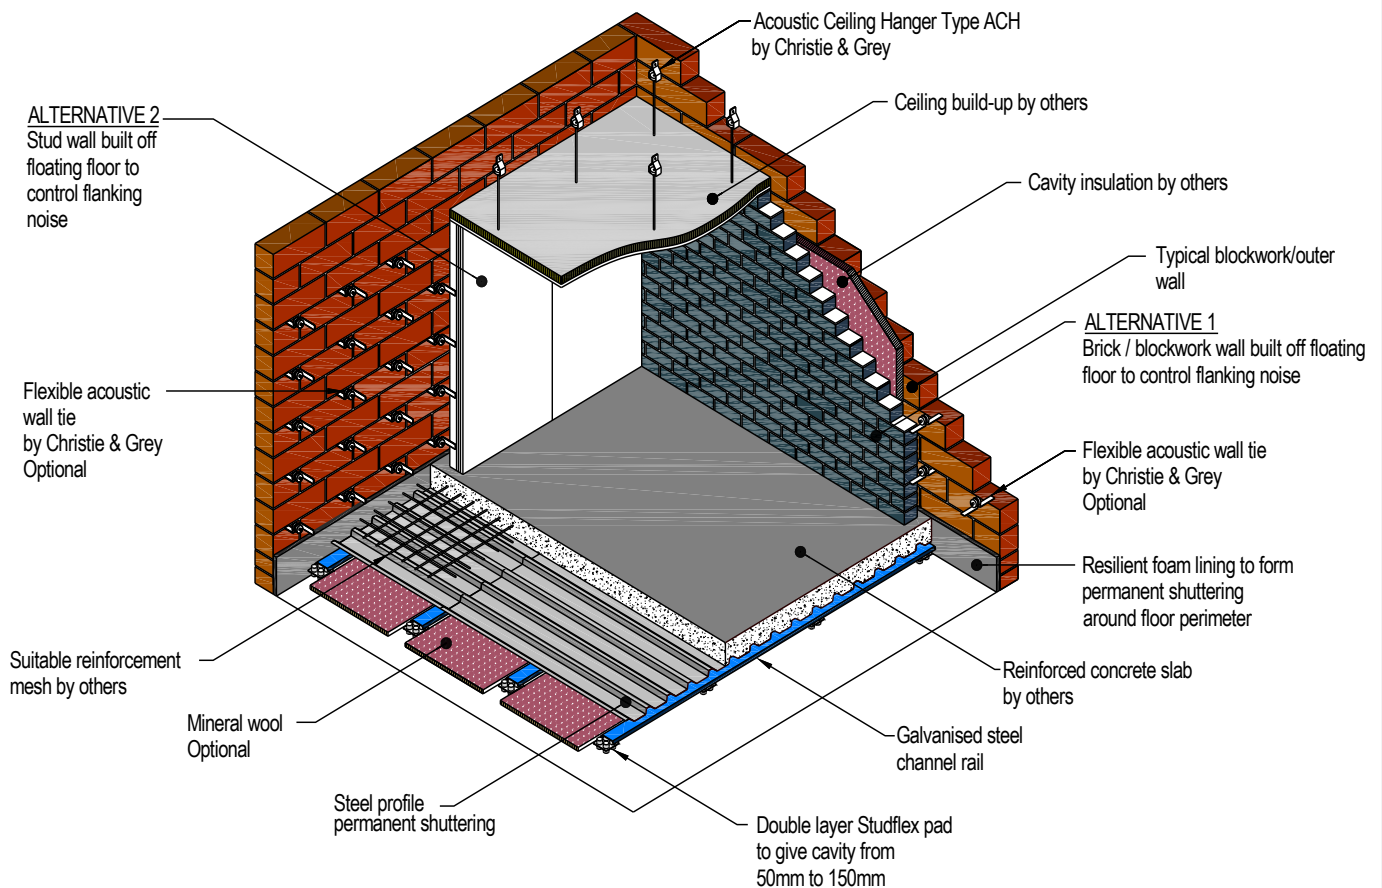 Acoustic Ceiling Hanger Type ACH
by Christie & Grey
Ceiling build-up by others
ALTERNATIVE 2
Stud wall built off
floating floor to
control flanking
noise
Cavity insulation by others
Typical blockwork/outer
wall
ALTERNATIVE 1
Brick / blockwork wall built off floating
floor to control flanking noise
Flexible acoustic
wall tie
by Christie & Grey
Optional
Flexible acoustic wall tie
by Christie & Grey
Optional
Resilient foam lining to form
permanent shuttering
around floor perimeter
Suitable reinforcement
mesh by others
Reinforced concrete slab
by others
Mineral wool
Optional
Galvanised steel
channel rail
Steel profile
permanent shuttering
Double layer Studflex pad
to give cavity from
50mm to 150mm